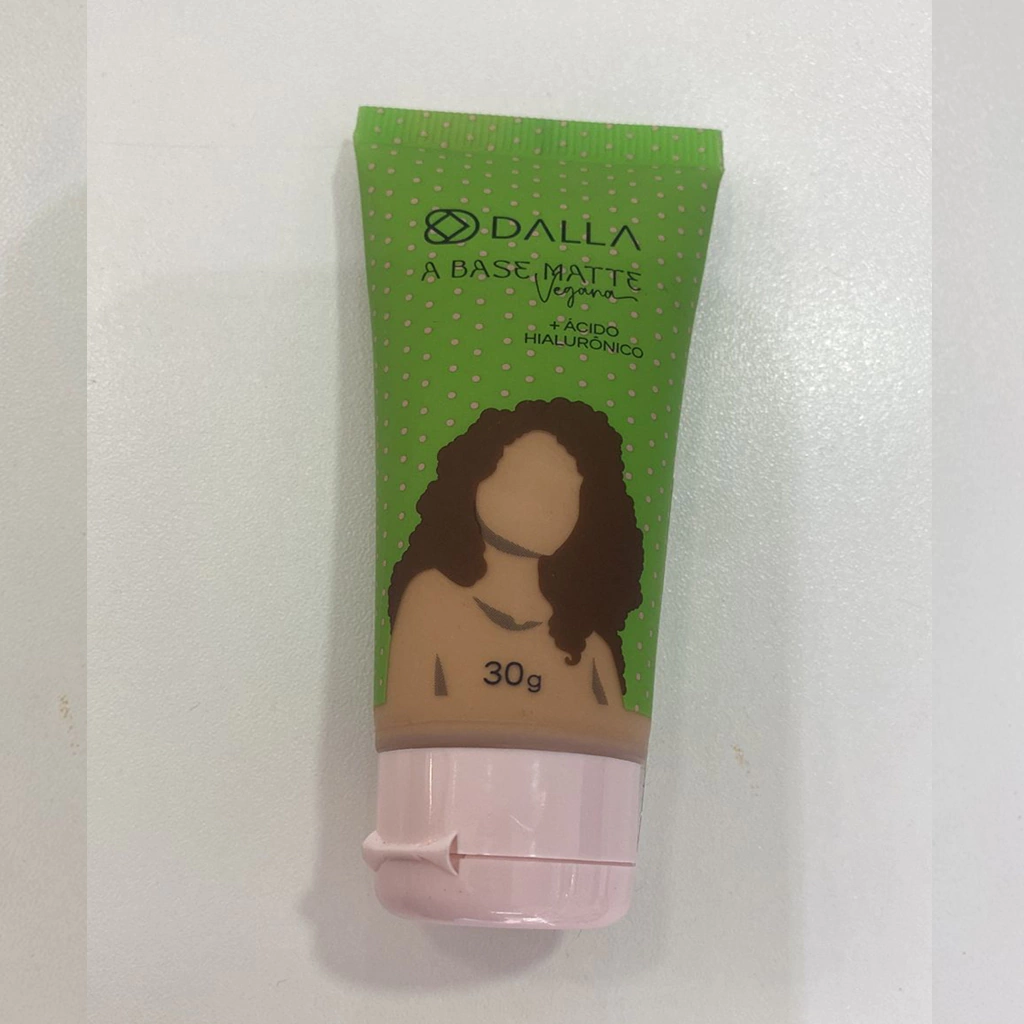 DALLA
A BASE MATTE
Vegana
+ ÁCIDO
HIALURÔNICO
30g